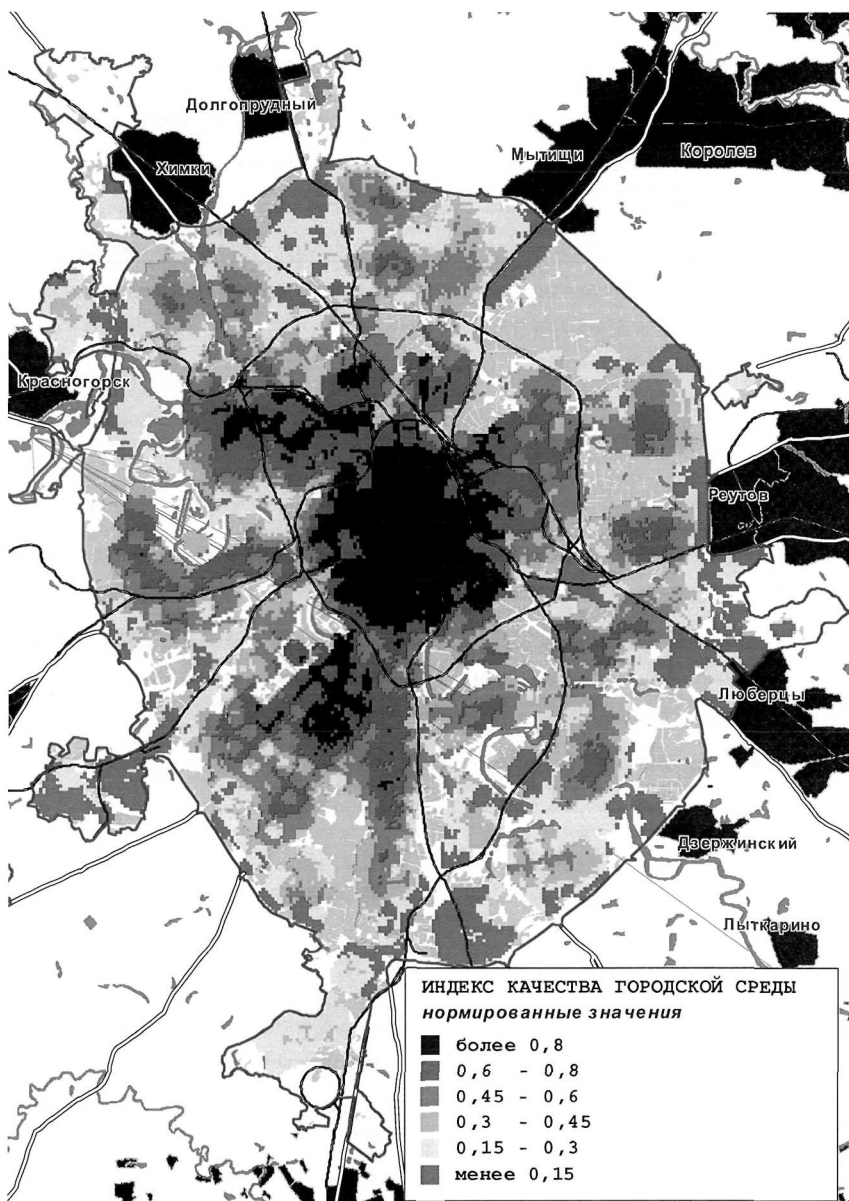 Долгопрудный
Химки
Мытищи
Королев
Красногорск
Реутов
Люберцы
Дзержинский
Лыткарино
ИНДЕКС КАЧЕСТВА ГОРОДСКОЙ СРЕДЫ
нормированные значения
более 0,8
0,6 - 0,8
0,45 - 0,6
0,3 - 0,45
0,15 - 0,3
менее 0,15